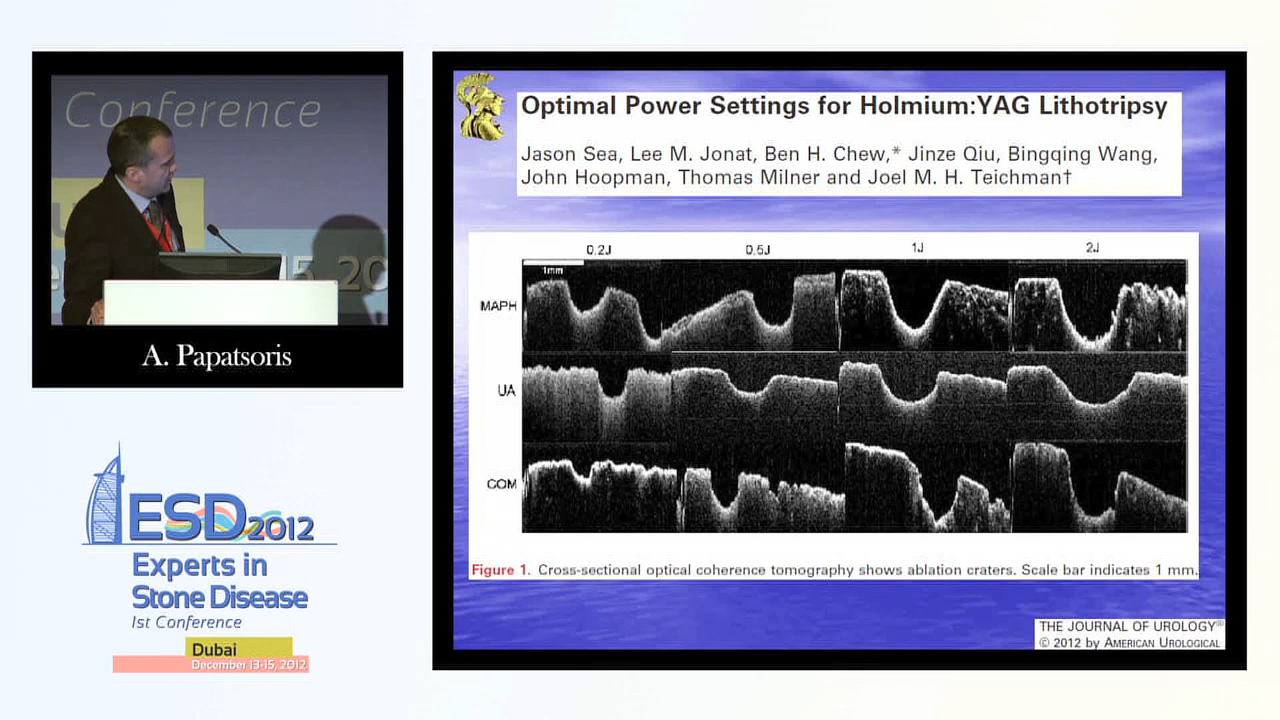 Conference
15, 20
A. Papatsoris
ESD 2012
Experts in
Stone Disease
1st Conference
Dubai
December 13-15, 2012
Optimal Power Settings for Holmium:YAG Lithotripsy
Jason Sea, Lee M. Jonat, Ben H. Chew,* Jinze Qiu, Bingqing Wang,
John Hoopman, Thomas Milner and Joel M. H. Teichman†
0.2J 0.5J 1J 2J
1mm
MAPH
UA
COM
Figure 1. Cross-sectional optical coherence tomography shows ablation craters. Scale bar indicates 1 mm.
THE JOURNAL OF UROLOGY®
© 2012 by AMERICAN UROLOGICAL